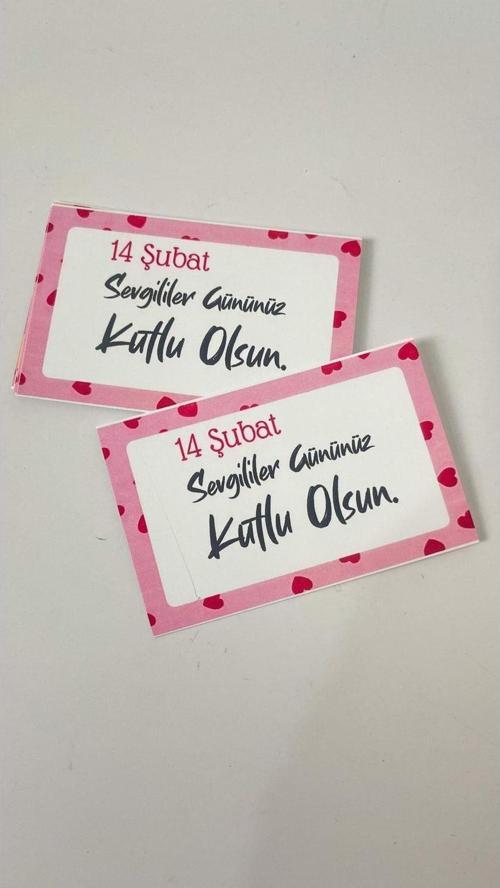 14 Şubat
Sevgililer Gününüz
Kutlu Olsun.
14 Şubat
Sevgililer Gününüz
Kutlu Olsun.